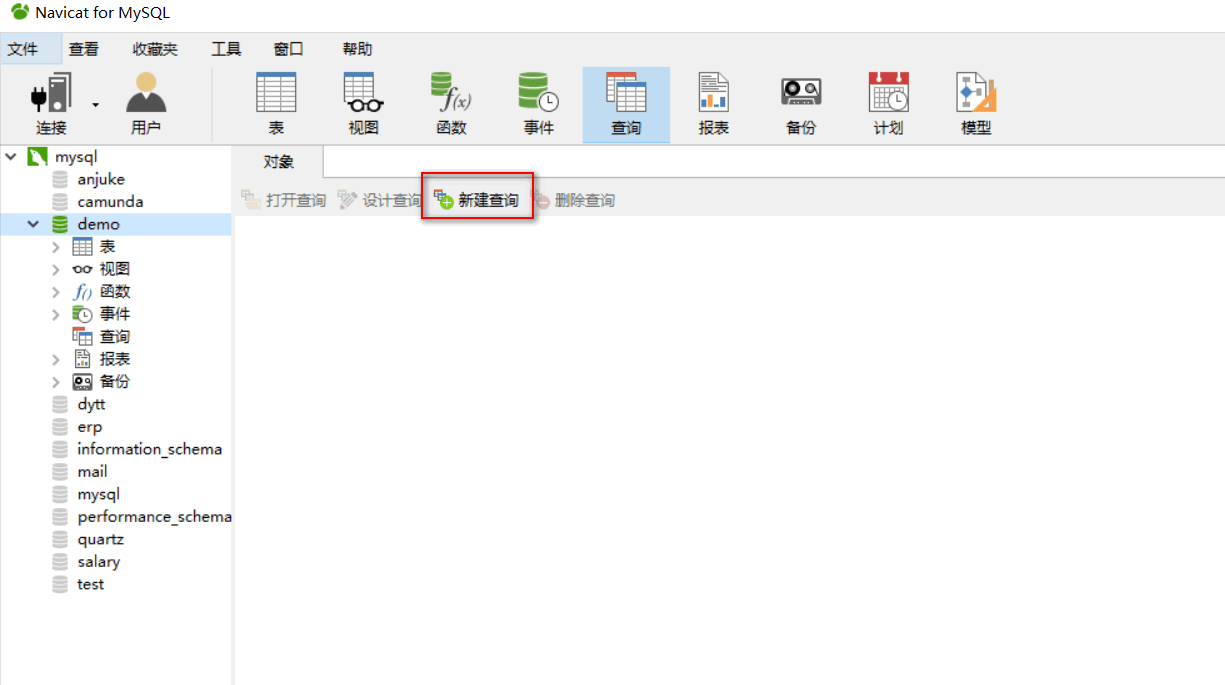 Navicat for MySQL
文件 查看 收藏夹 工具 窗口 帮助
连接 用户 表 视图 函数 事件 查询 报表 备份 计划 模型
对象
打开查询 设计查询 新建查询 删除查询
mysql
anjuke
camunda
demo
表
视图
f() 函数
事件
查询
报表
备份
dytt
erp
information_schema
mail
mysql
performance_schema
quartz
salary
test